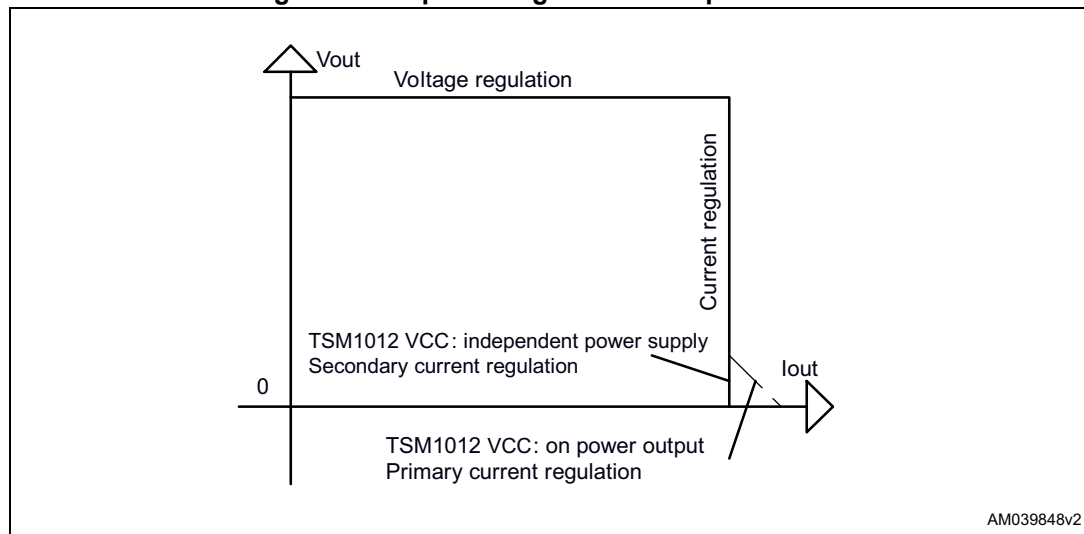 Vout
Voltage regulation
Current regulation
TSM1012 VCC: independent power supply
Secondary current regulation
Iout
0
TSM1012 VCC: on power output
Primary current regulation
AM039848v2